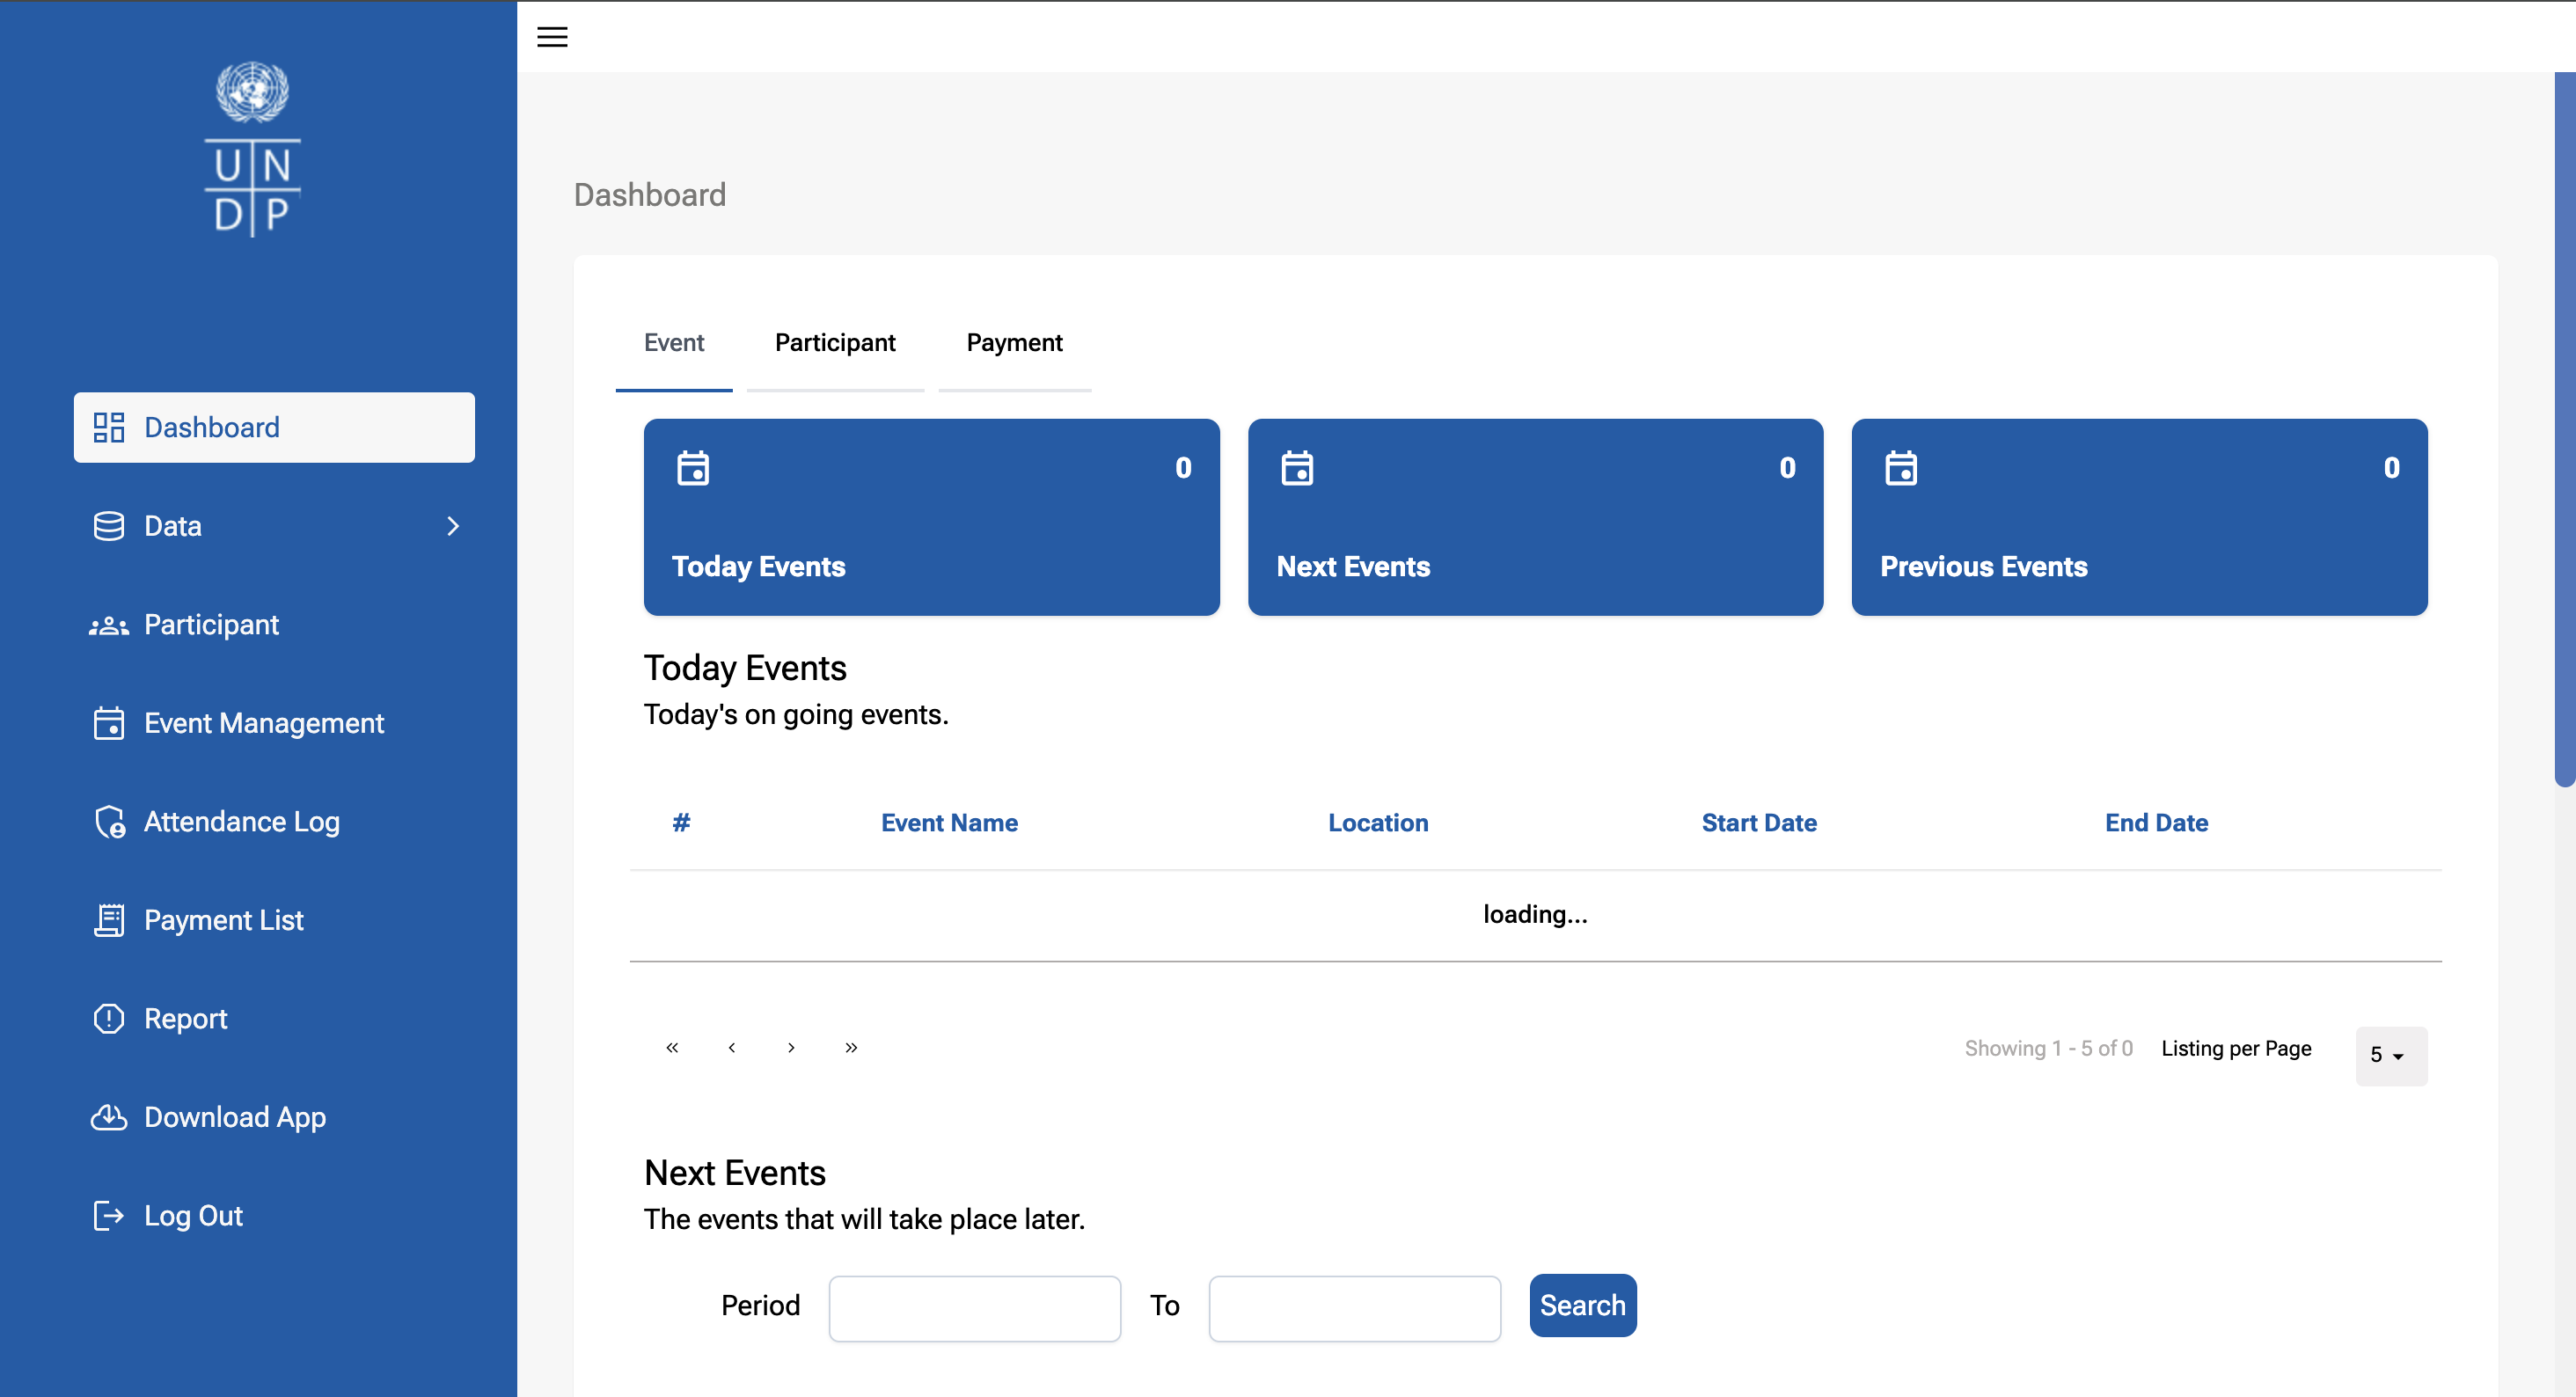 U N
D P
Dashboard
Data
Participant
Event Management
Attendance Log
Payment List
Report
Download App
Log Out
Dashboard
Event Participant Payment
0 0 0
Today Events Next Events Previous Events
Today Events
Today's on going events.
# Event Name Location Start Date End Date
loading...
« ‹ › » Showing 1 - 5 of 0 Listing per Page 5
Next Events
The events that will take place later.
Period To Search